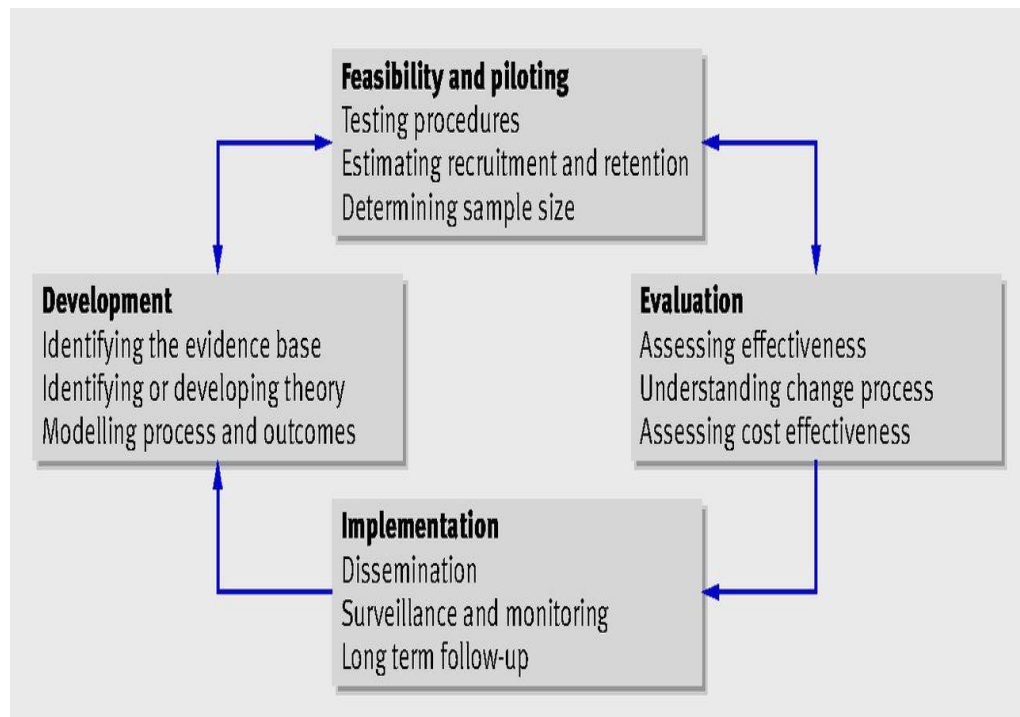 Feasibility and piloting
Testing procedures
Estimating recruitment and retention
Determining sample size
Development
Identifying the evidence base
Identifying or developing theory
Modelling process and outcomes
Evaluation
Assessing effectiveness
Understanding change process
Assessing cost effectiveness
Implementation
Dissemination
Surveillance and monitoring
Long term follow-up